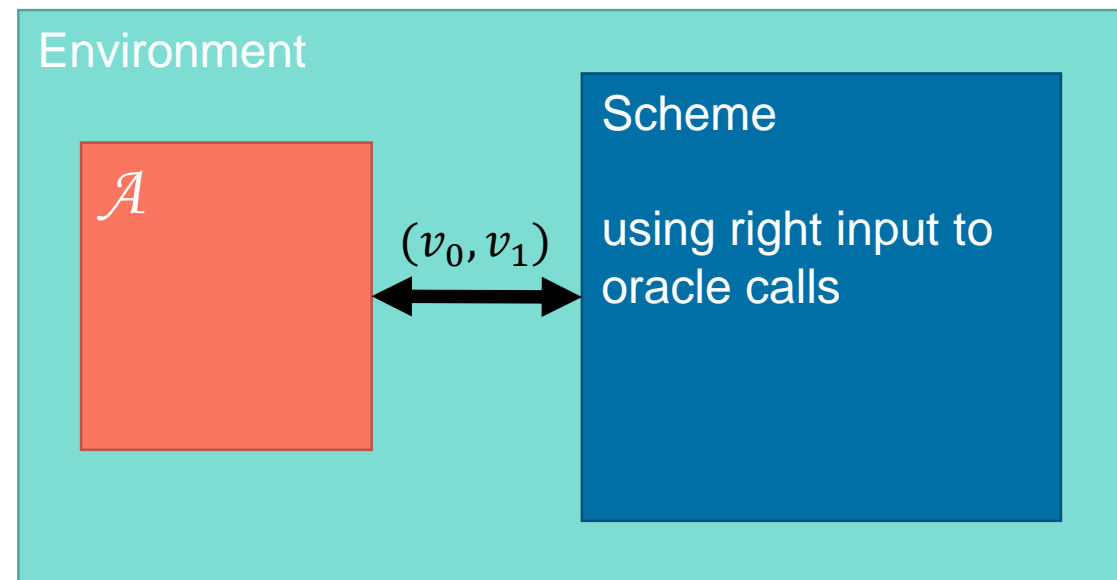 Environment
𝒜
(𝑣₀, 𝑣₁)
Scheme
using right input to
oracle calls